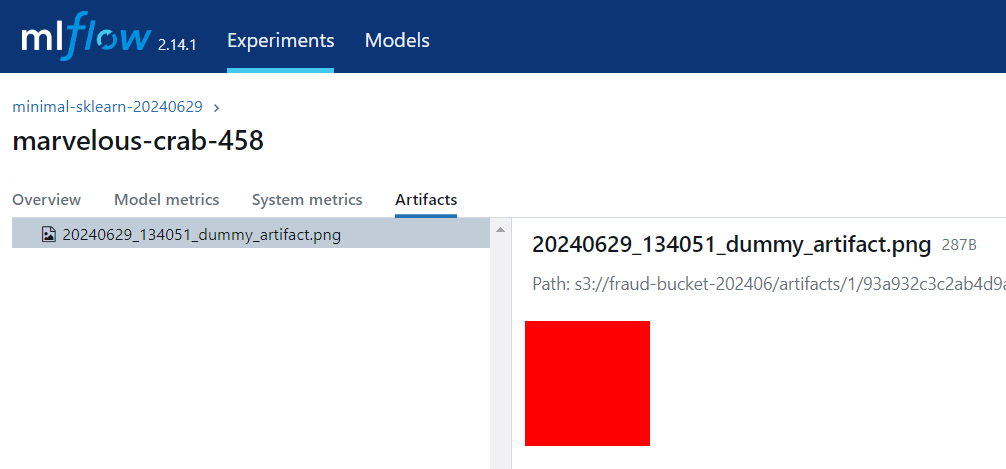 mlflow 2.14.1 Experiments Models
minimal-sklearn-20240629 ›
marvelous-crab-458
Overview Model metrics System metrics Artifacts
20240629_134051_dummy_artifact.png
20240629_134051_dummy_artifact.png 287B
Path: s3://fraud-bucket-202406/artifacts/1/93a932c3c2ab4d9a